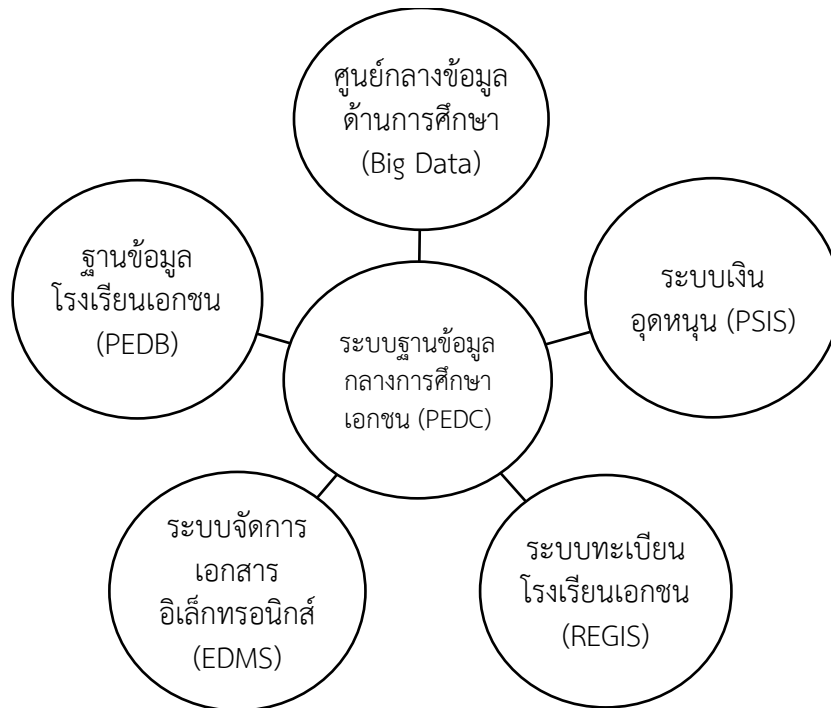 ศูนย์กลางข้อมูล
ด้านการศึกษา
(Big Data)
ฐานข้อมูล
โรงเรียนเอกชน
(PEDB)
ระบบเงิน
อุดหนุน (PSIS)
ระบบฐานข้อมูล
กลางการศึกษา
เอกชน (PEDC)
ระบบจัดการ
เอกสาร
อิเล็กทรอนิกส์
(EDMS)
ระบบทะเบียน
โรงเรียนเอกชน
(REGIS)